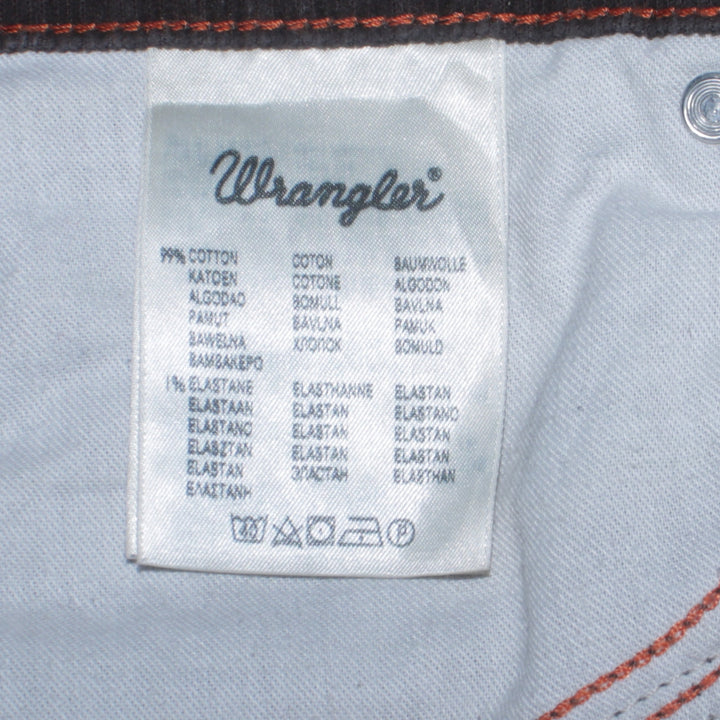 Wrangler®
99% COTTON COTON BAUMWOLLE
KATOEN COTONE ALGODON
ALGODAO BOMULL BAVLNA
PAMUT BAVLNA PAMUK
BAWELNA ХЛОПОК BOMULD
ΒΑΜΒΑΚΕΡΟ
1% ELASTANE ELASTHANNE ELASTAN
ELASTAAN ELASTAN ELASTANO
ELASTANO ELASTAN ELASTAN
ELASZTAN ELASTAN ELASTAN
ELASTAN ЭЛАСТАН ELASTHAN
ΕΛΑΣΤΑΝΗ
40 P